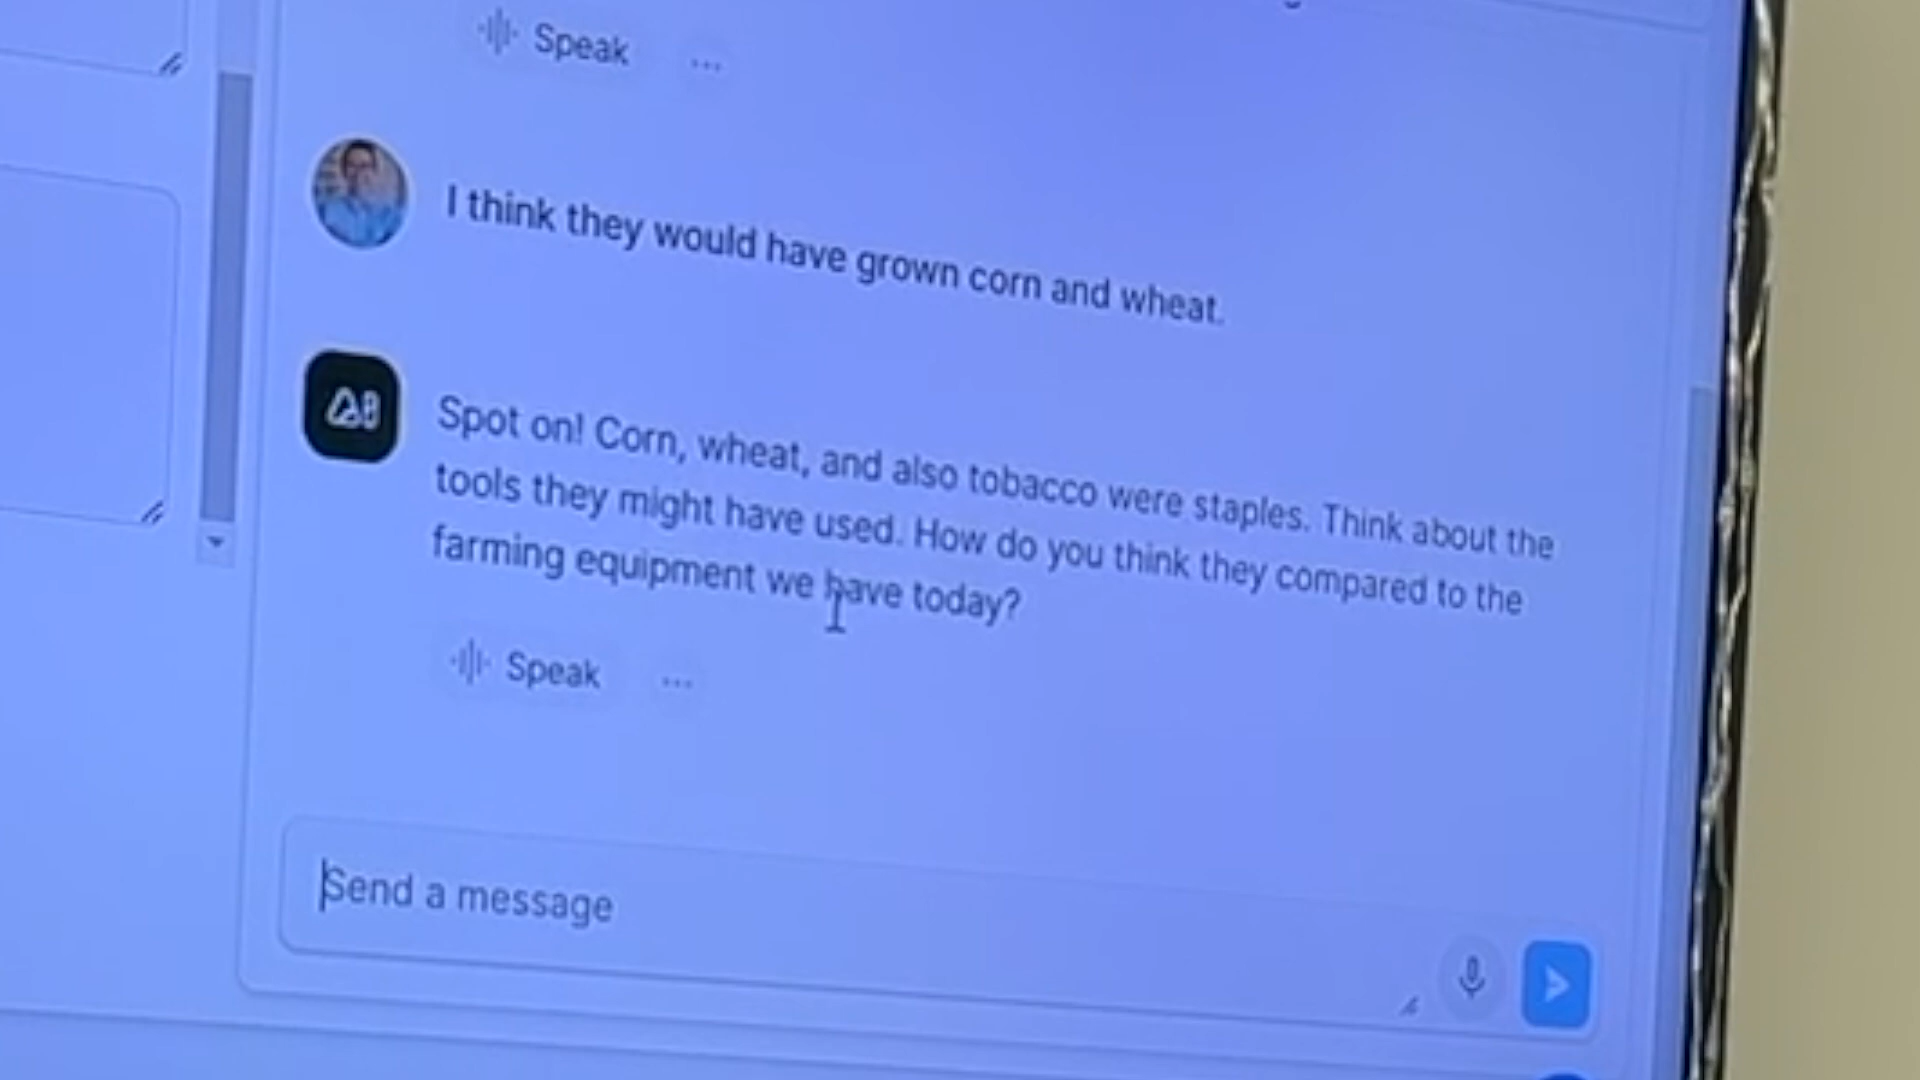 Speak
I think they would have grown corn and wheat.
Spot on! Corn, wheat, and also tobacco were staples. Think about the
tools they might have used. How do you think they compared to the
farming equipment we have today?
Speak
Send a message